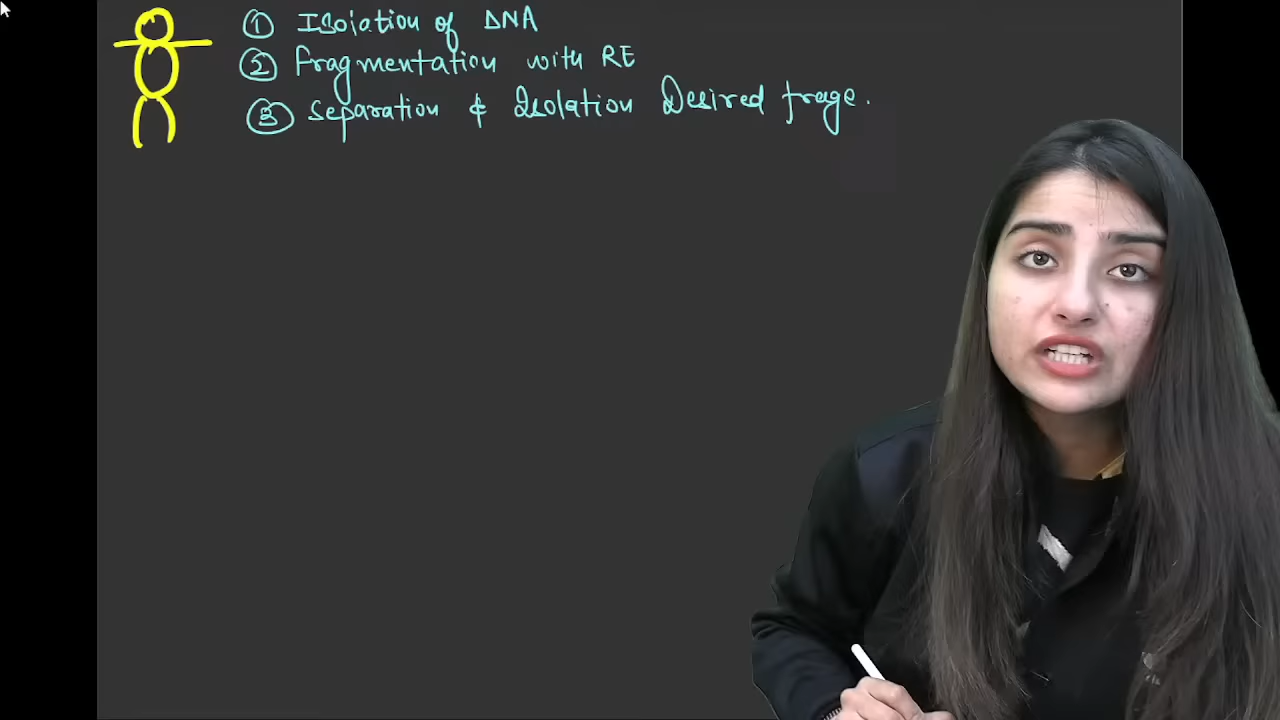 ① Isolation of DNA
② Fragmentation with RE
③ Separation & Isolation Desired frage.